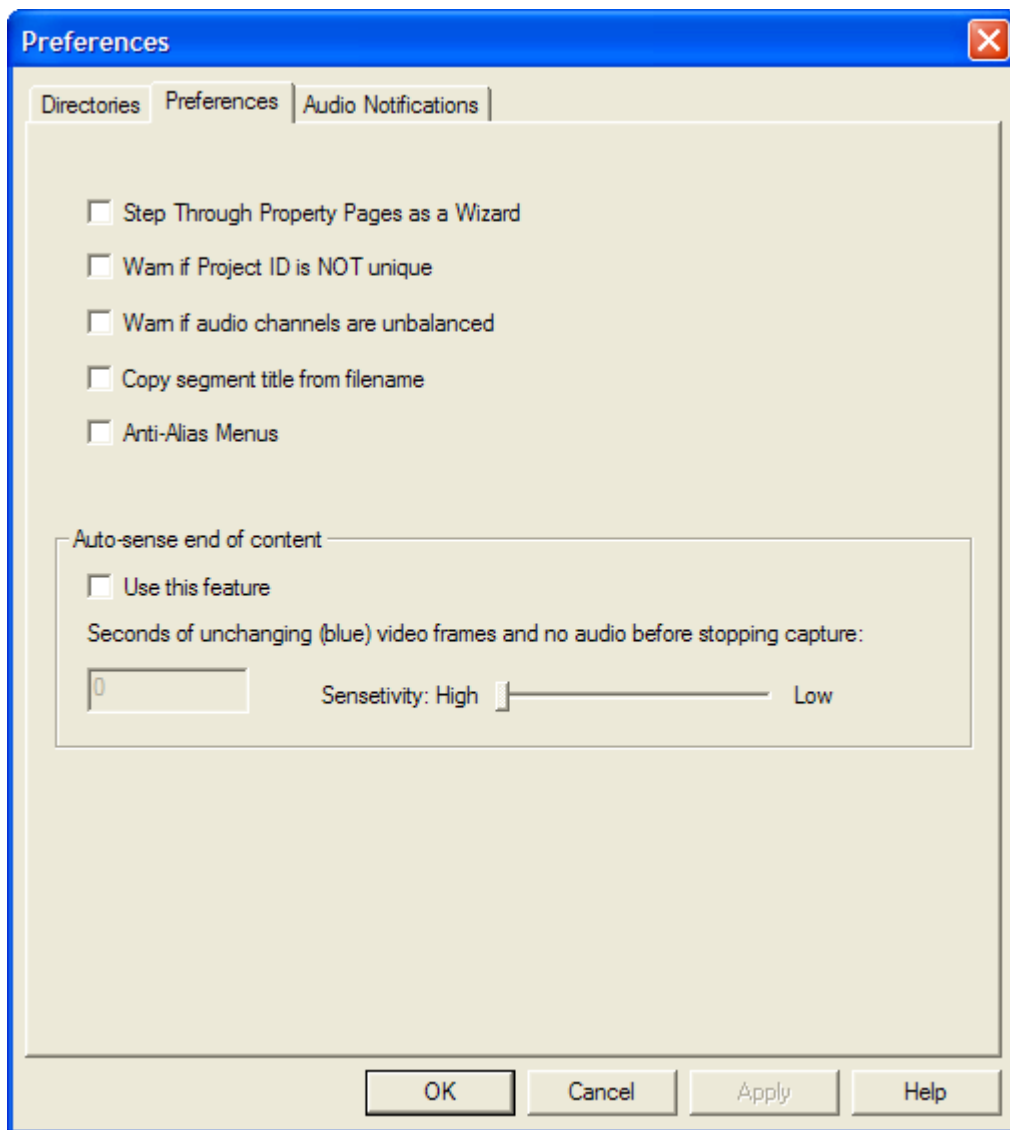 Preferences
Directories Preferences Audio Notifications
Step Through Property Pages as a Wizard
Warn if Project ID is NOT unique
Warn if audio channels are unbalanced
Copy segment title from filename
Anti-Alias Menus
Auto-sense end of content
Use this feature
Seconds of unchanging (blue) video frames and no audio before stopping capture:
0 Sensetivity: High Low
OK Cancel Apply Help